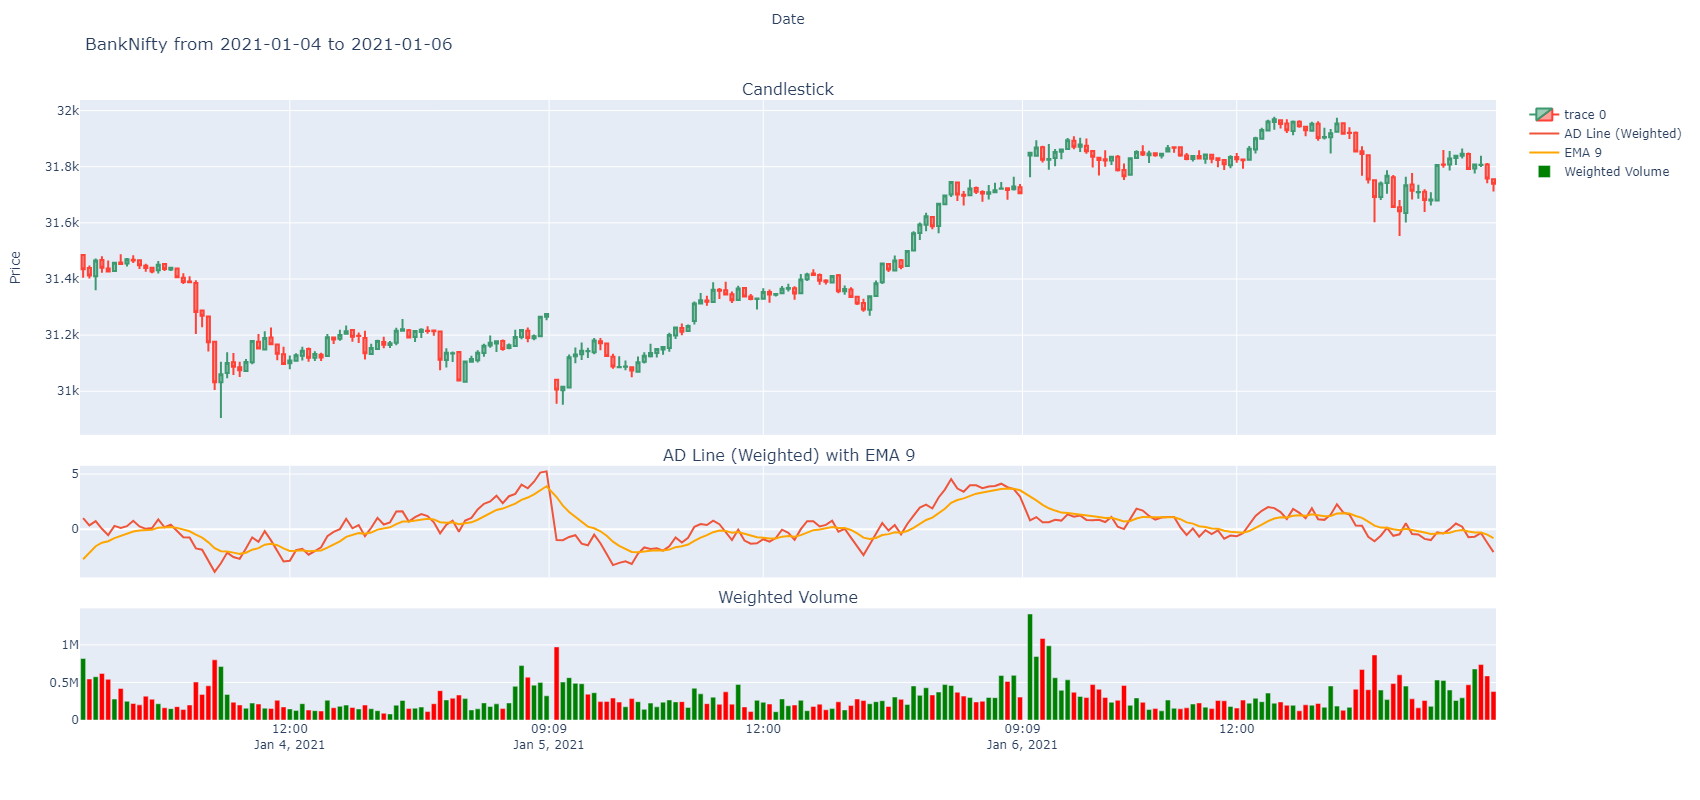 Date
BankNifty from 2021-01-04 to 2021-01-06
Candlestick
32k
31.8k
31.6k
31.4k
31.2k
31k
Price
trace 0
AD Line (Weighted)
EMA 9
Weighted Volume
AD Line (Weighted) with EMA 9
5
0
Weighted Volume
1M
0.5M
0
12:00
Jan 4, 2021
09:09
Jan 5, 2021
12:00
09:09
Jan 6, 2021
12:00